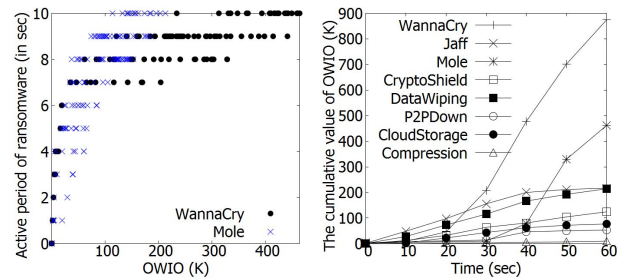 Active period of ransomware (in sec)
10
8
6
4
2
0
100
200
300
400
OWIO (K)
WannaCry
Mole
The cumulative value of OWIO (K)
900
800
700
600
500
400
300
200
100
0
0
10
20
30
40
50
60
Time (sec)
WannaCry
Jaff
Mole
CryptoShield
DataWiping
P2PDown
CloudStorage
Compression